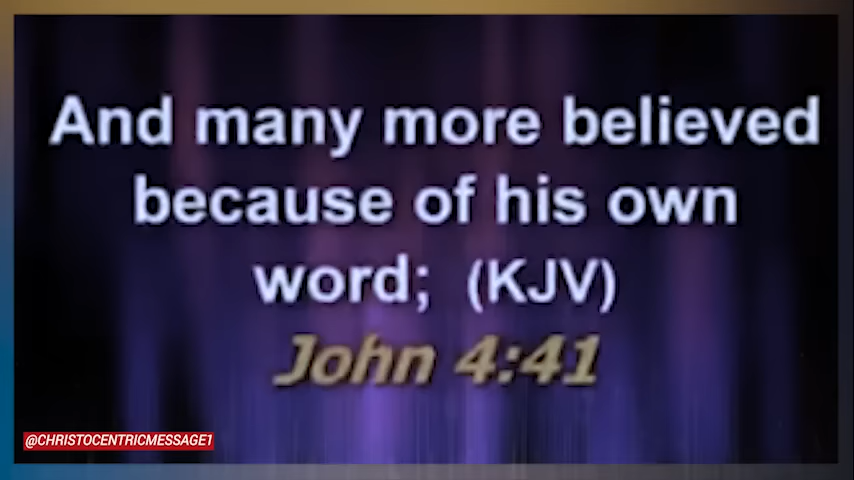 And many more believed
because of his own
word; (KJV)
John 4:41
@CHRISTOCENTRICMESSAGE1